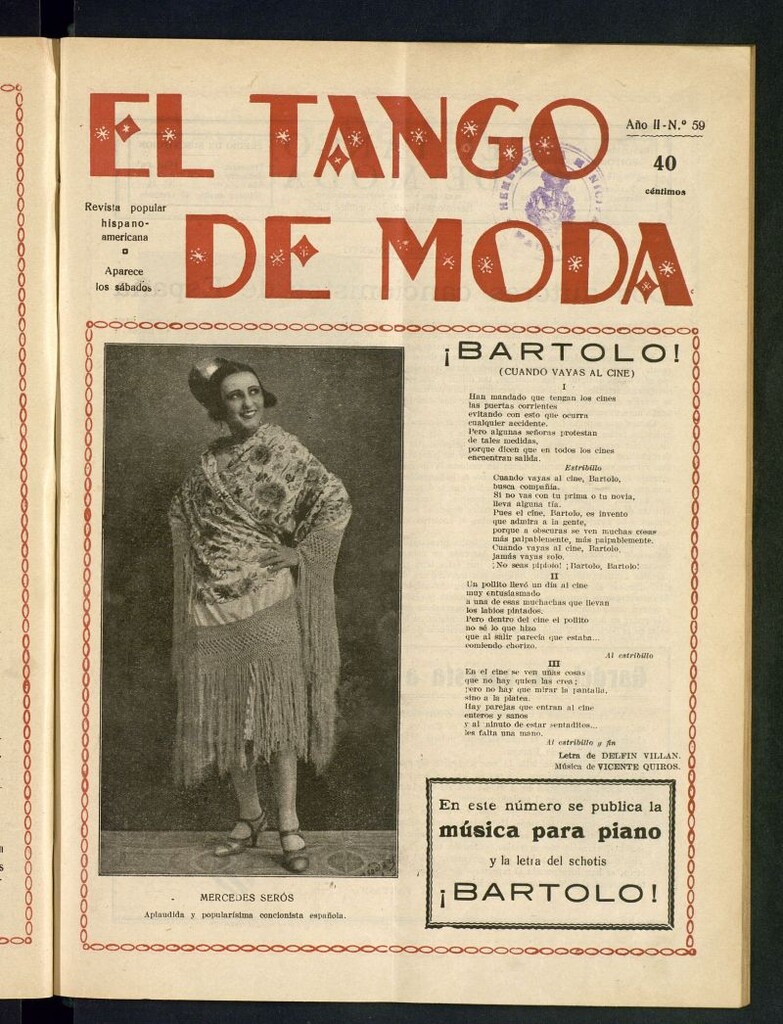 EL TANGO
DE MODA
Año II-N.º 59
40
céntimos
Revista popular
hispano-
americana
Aparece
los sábados
HEMEROTECA MUNICIPAL
MADRID
MERCEDES SERÓS
Aplaudida y popularísima concionista española.
¡BARTOLO!
(CUANDO VAYAS AL CINE)
I
Han mandado que tengan los cines
las puertas corrientes
evitando con esto que ocurra
cualquier accidente.
Pero algunas señoras protestan
de tales medidas,
porque dicen que en todos los cines
encuentran salida.
Estribillo
Cuando vayas al cine, Bartolo,
busca compañía.
Si no vas con tu prima o tu novia,
lleva alguna tía.
Pues el cine, Bartolo, es invento
que admira a la gente,
porque a obscuras se ven muchas cosas
más palpablemente, más palpablemente.
Cuando vayas al cine, Bartolo,
jamás vayas solo.
¡No seas pipiolo! ¡Bartolo, Bartolo!
II
Un pollito llevó un día al cine
muy entusiasmado
a una de esas muchachas que llevan
los labios pintados.
Pero dentro del cine el pollito
no sé lo que hizo
que al salir parecía que estaba...
comiendo chorizo.
Al estribillo
III
En el cine se ven unas cosas
que no hay quien las crea;
pero no hay que mirar la pantalla,
sino a la platea.
Hay parejas que entran al cine
enteros y sanos
y al minuto de estar sentaditos...
les falta una mano.
Al estribillo y fin
Letra de DELFIN VILLAN.
Música de VICENTE QUIROS.
En este número se publica la
música para piano
y la letra del schotis
¡BARTOLO!